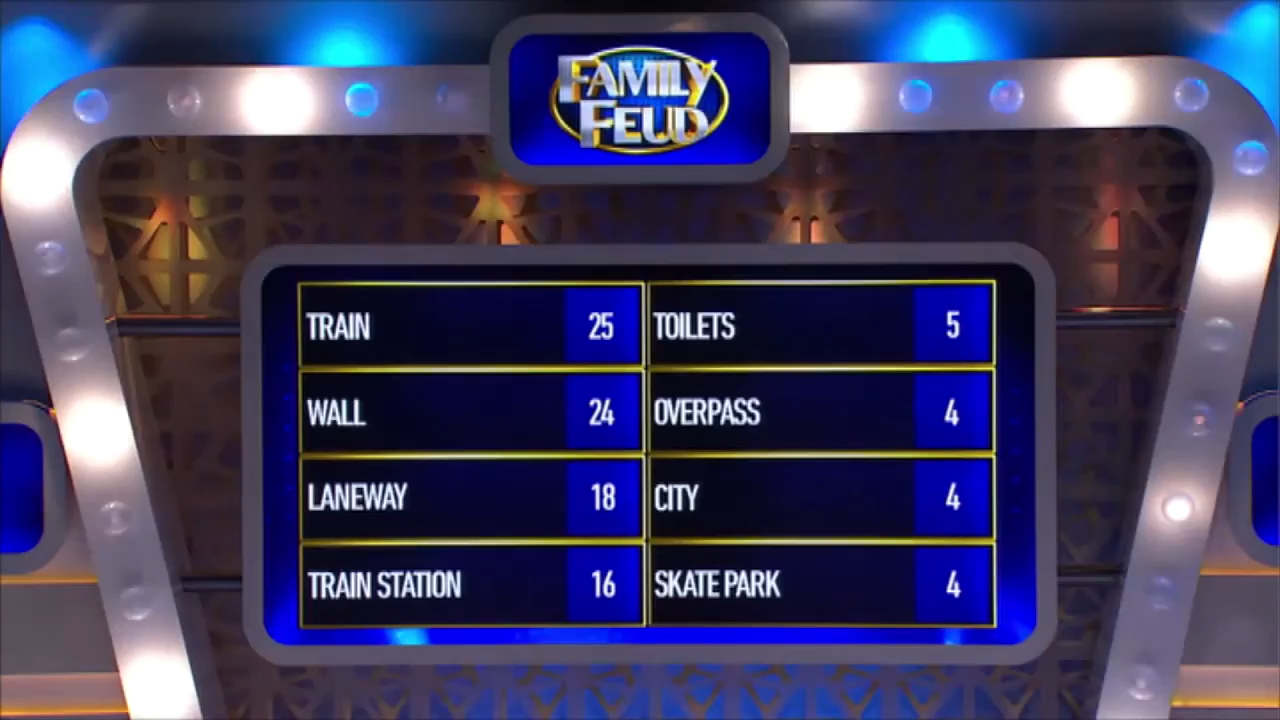 FAMILY
FEUD
TRAIN 25
WALL 24
LANEWAY 18
TRAIN STATION 16
TOILETS 5
OVERPASS 4
CITY 4
SKATE PARK 4